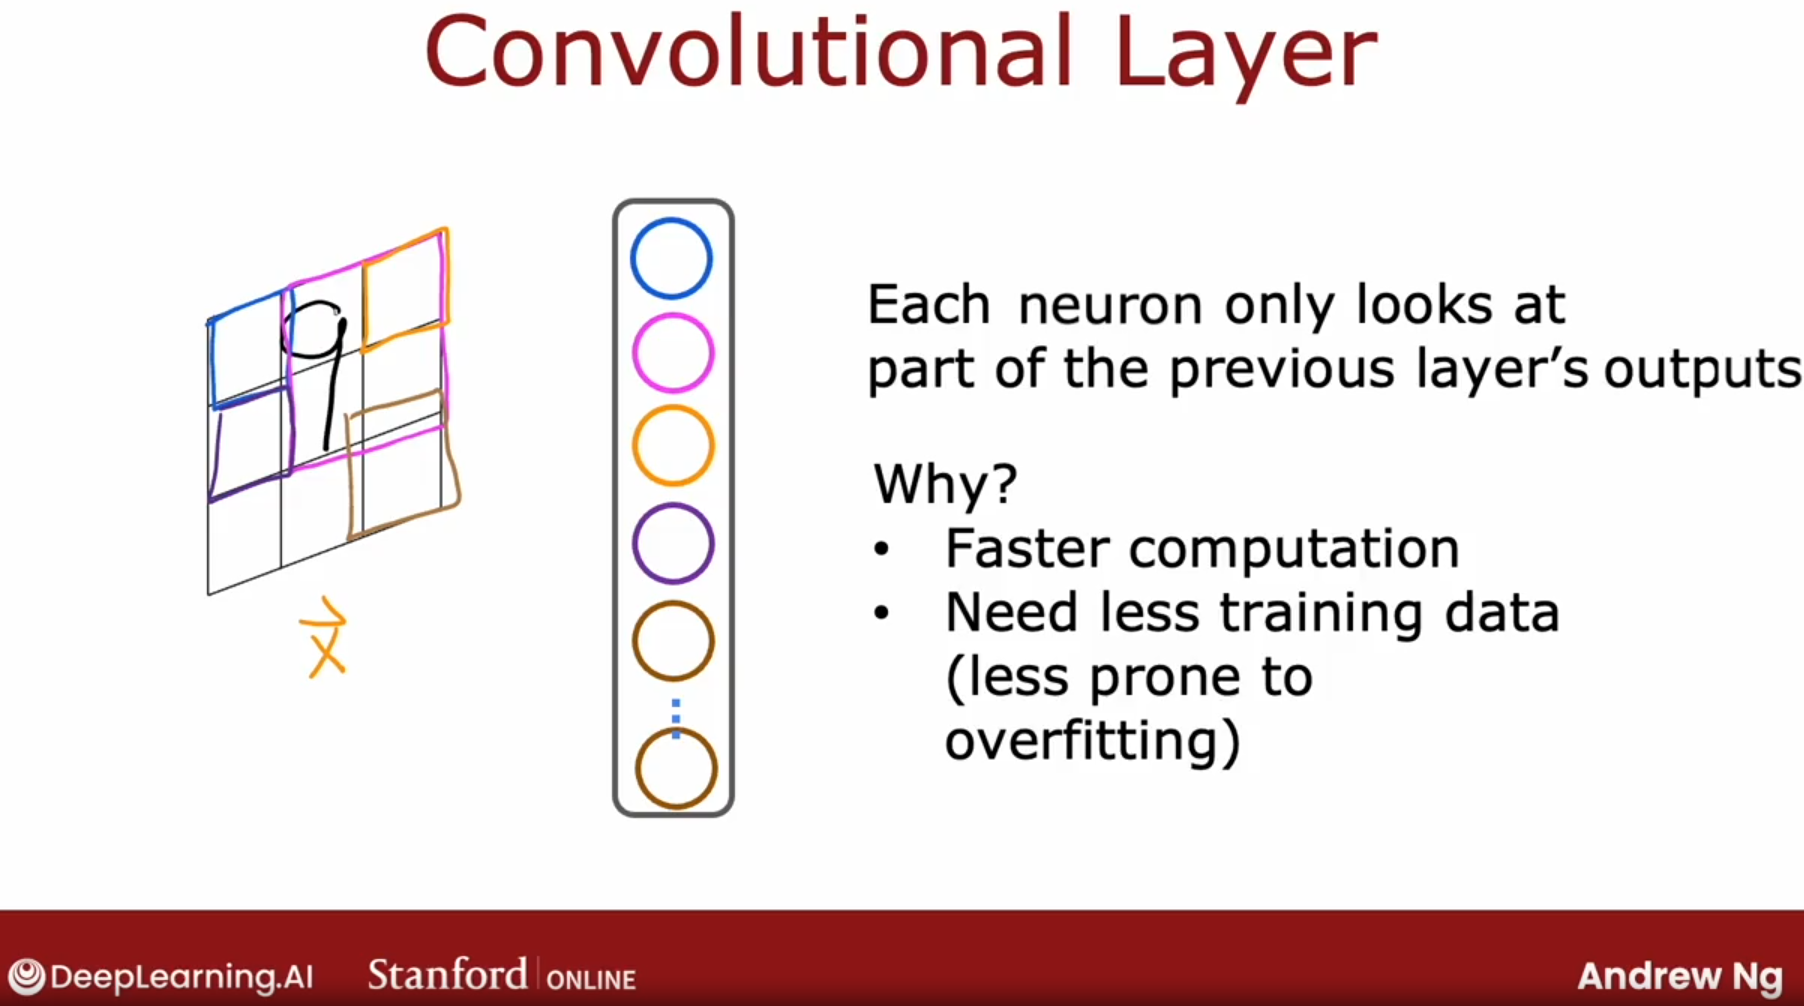 Convolutional Layer
9
Each neuron only looks at
part of the previous layer's outputs
Why?
• Faster computation
• Need less training data
(less prone to
overfitting)
DeepLearning.AI
Stanford | ONLINE
Andrew Ng